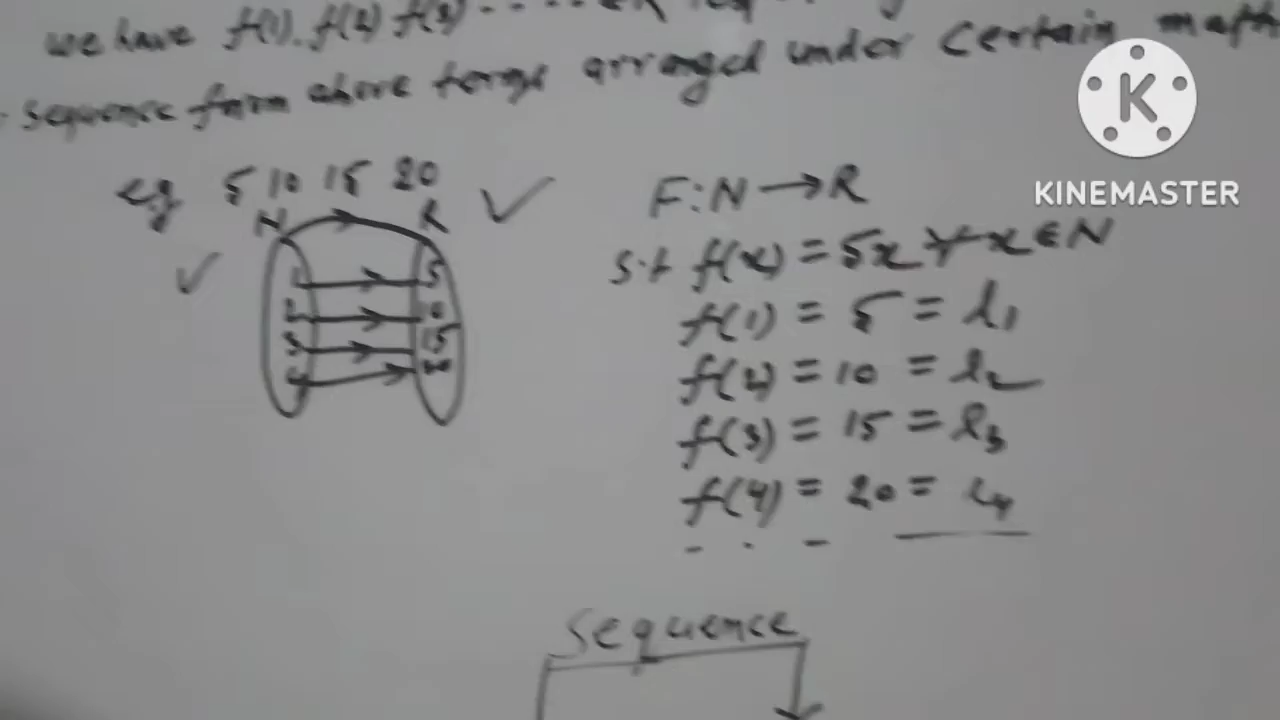 we have f(1). f(2) f(3) .....
sequence form above terms arranged under certain math
eg 5 10 15 20
N R
1 5
2 10
3 15
4 20
F:N→R
s.t f(x) = 5x ∀ x ∈ N
f(1) = 5 = l1
f(2) = 10 = l2
f(3) = 15 = l3
f(4) = 20 = l4
- . -
Sequence
K
KINEMASTER